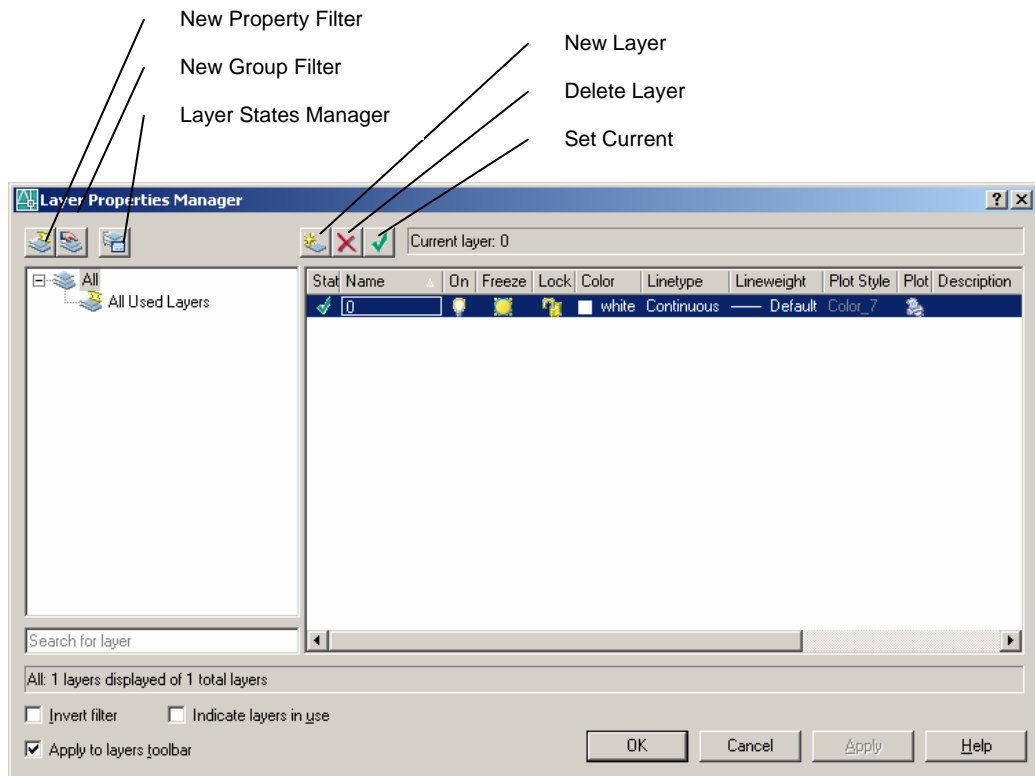 New Property Filter
New Layer
New Group Filter
Delete Layer
Layer States Manager
Set Current
Layer Properties Manager
Current layer: 0
All
All Used Layers
Stat Name On Freeze Lock Color Linetype Lineweight Plot Style Plot Description
0 white Continuous Default Color_7
Search for layer
All: 1 layers displayed of 1 total layers
Invert filter Indicate layers in use
Apply to layers toolbar
OK Cancel Apply Help